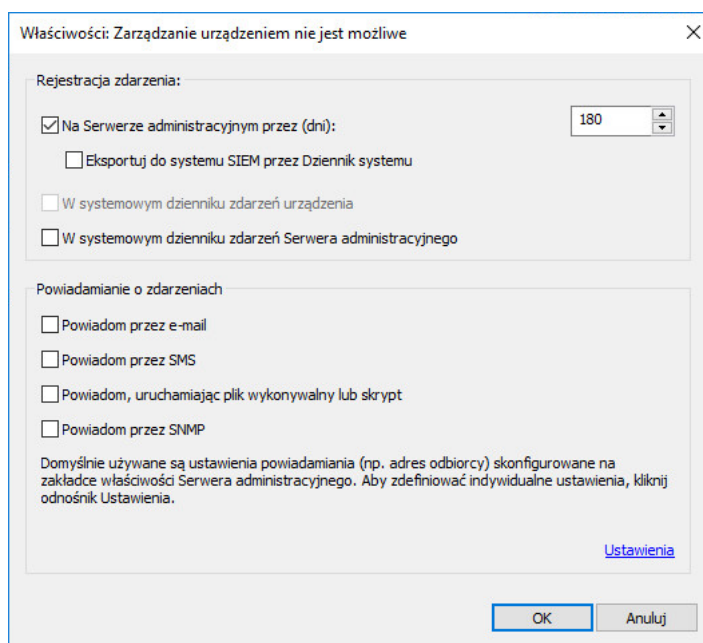 Właściwości: Zarządzanie urządzeniem nie jest możliwe
Rejestracja zdarzenia:
Na Serwerze administracyjnym przez (dni):
180
Eksportuj do systemu SIEM przez Dziennik systemu
W systemowym dzienniku zdarzeń urządzenia
W systemowym dzienniku zdarzeń Serwera administracyjnego
Powiadamianie o zdarzeniach
Powiadom przez e-mail
Powiadom przez SMS
Powiadom, uruchamiając plik wykonywalny lub skrypt
Powiadom przez SNMP
Domyślnie używane są ustawienia powiadamiania (np. adres odbiorcy) skonfigurowane na
zakładce właściwości Serwera administracyjnego. Aby zdefiniować indywidualne ustawienia, kliknij
odnośnik Ustawienia.
Ustawienia
OK
Anuluj